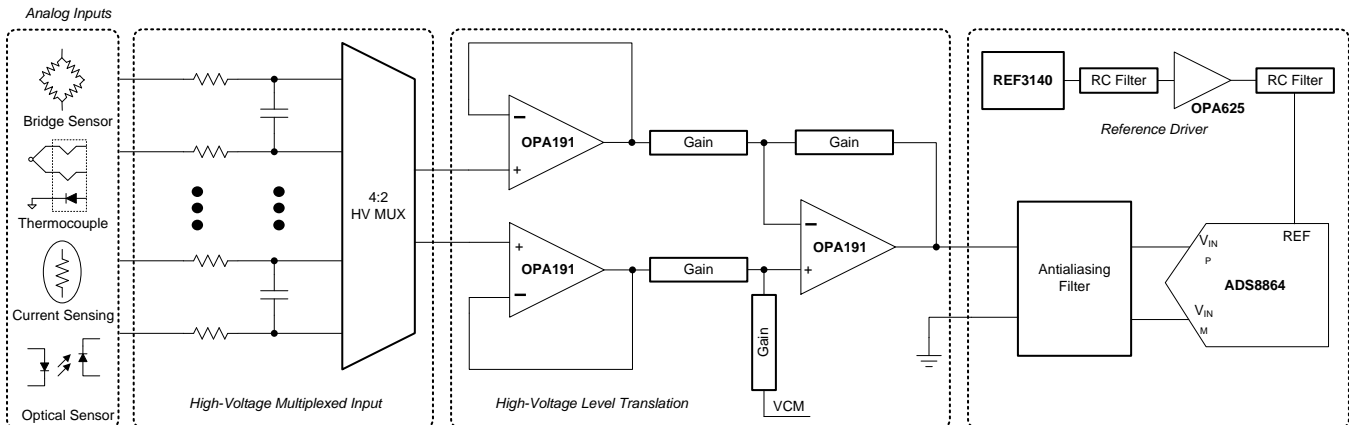 Analog Inputs
Bridge Sensor
Thermocouple
Current Sensing
Optical Sensor
4:2
HV MUX
High-Voltage Multiplexed Input
−
OPA191
+
Gain
Gain
+
OPA191
−
Gain
−
OPA191
+
Gain
VCM
High-Voltage Level Translation
REF3140
RC Filter
OPA625
RC Filter
Reference Driver
Antialiasing
Filter
VIN
P
REF
ADS8864
VIN
M